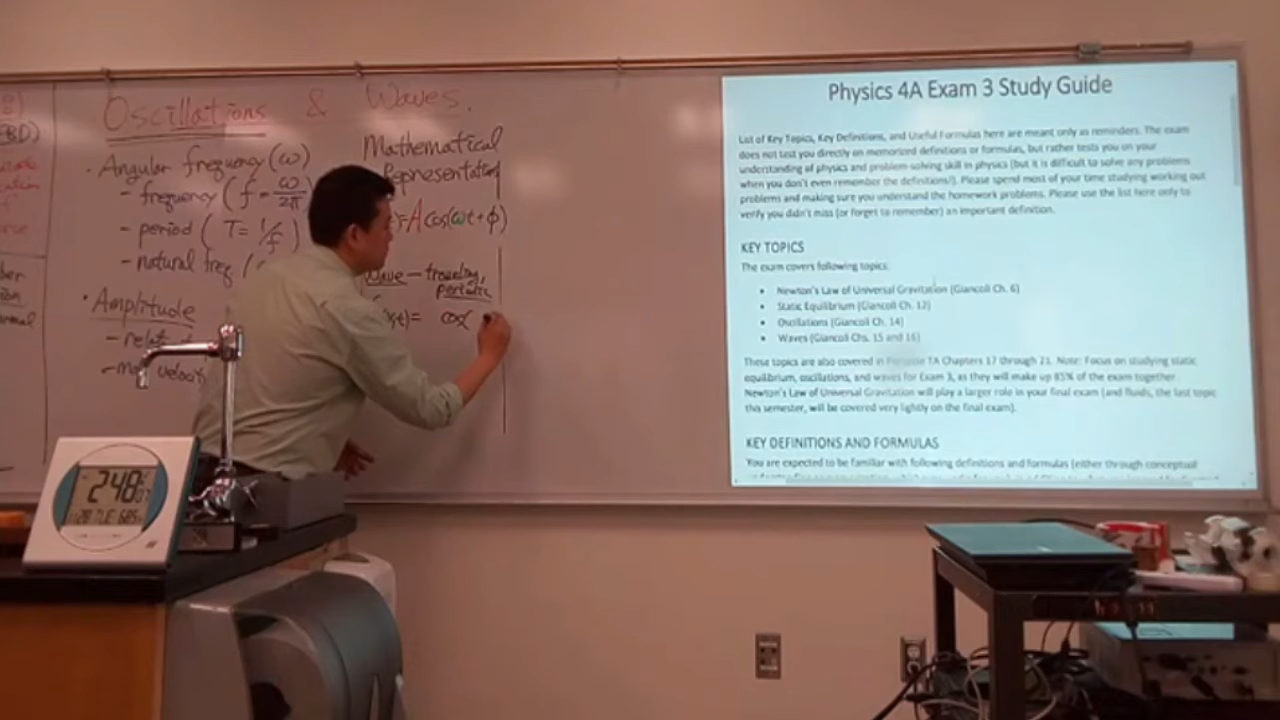 Oscillations & Waves.
· Angular frequency (ω)
- frequency (f = ω/2π
- period ( T = 1/f )
- natural freq. (
· Amplitude
Mathematical
Representation
t)=A cos(ωt+φ)
Wave – traveling,
periodic
x,t)= cos(
248
Physics 4A Exam 3 Study Guide
List of Key Topics, Key Definitions, and Useful Formulas here are meant only as reminders. The exam
does not test you directly on memorized definitions or formulas, but rather tests you on your
understanding of physics and problem-solving skill in physics (but it is difficult to solve any problems
when you don't even remember the definitions!). Please spend most of your time studying working out
problems and making sure you understand the homework problems. Please use the list here only to
verify you didn't miss (or forget to remember) an important definition.
KEY TOPICS
The exam covers following topics:
• Newton's Law of Universal Gravitation (Giancoli Ch. 6)
• Static Equilibrium (Giancoli Ch. 12)
• Oscillations (Giancoli Ch. 14)
• Waves (Giancoli Chs. 15 and 16)
These topics are also covered in TA Chapters 17 through 21. Note: Focus on studying static
equilibrium, oscillations, and waves for Exam 3, as they will make up 85% of the exam together.
Newton's Law of Universal Gravitation will play a larger role in your final exam (and fluids, the last topic
this semester, will be covered very lightly on the final exam).
KEY DEFINITIONS AND FORMULAS
You are expected to be familiar with following definitions and formulas (either through conceptual